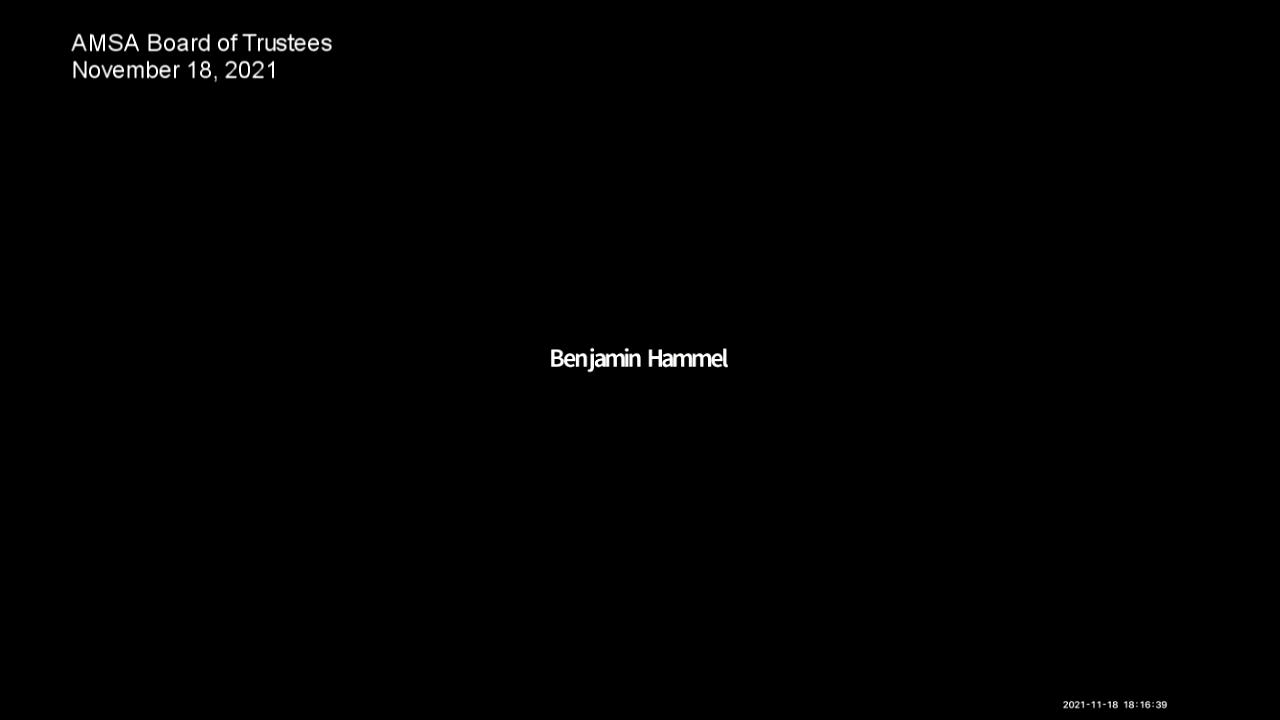 AMSA Board of Trustees
November 18, 2021
Benjamin Hammel
2021-11-18 18:16:39